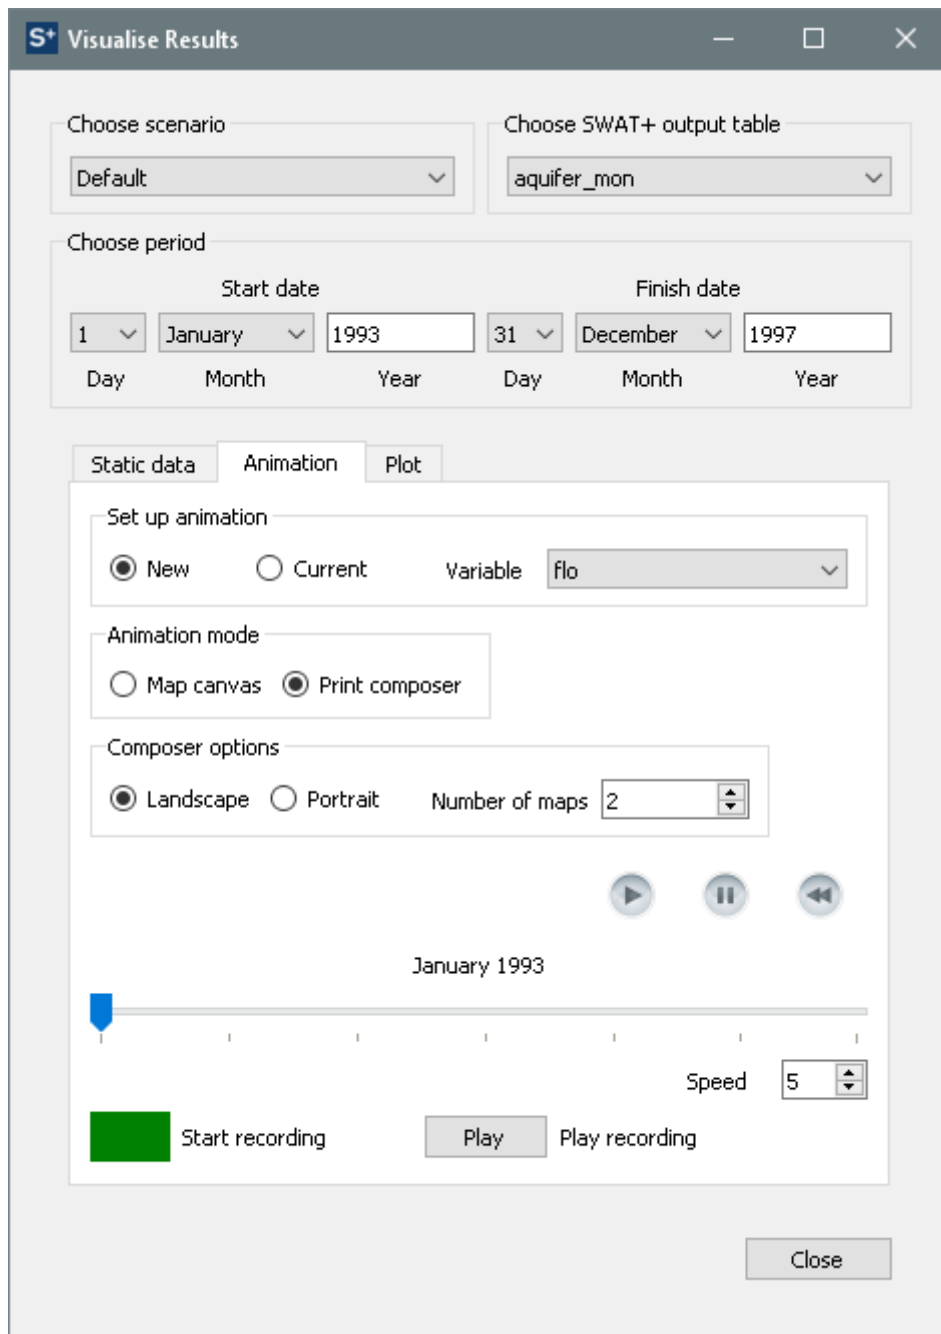 S+ Visualise Results
Choose scenario
Choose SWAT+ output table
Default
aquifer_mon
Choose period
Start date
Finish date
1 January 1993 31 December 1997
Day Month Year Day Month Year
Static data Animation Plot
Set up animation
New Current Variable flo
Animation mode
Map canvas Print composer
Composer options
Landscape Portrait Number of maps 2
January 1993
Speed 5
Start recording Play Play recording
Close